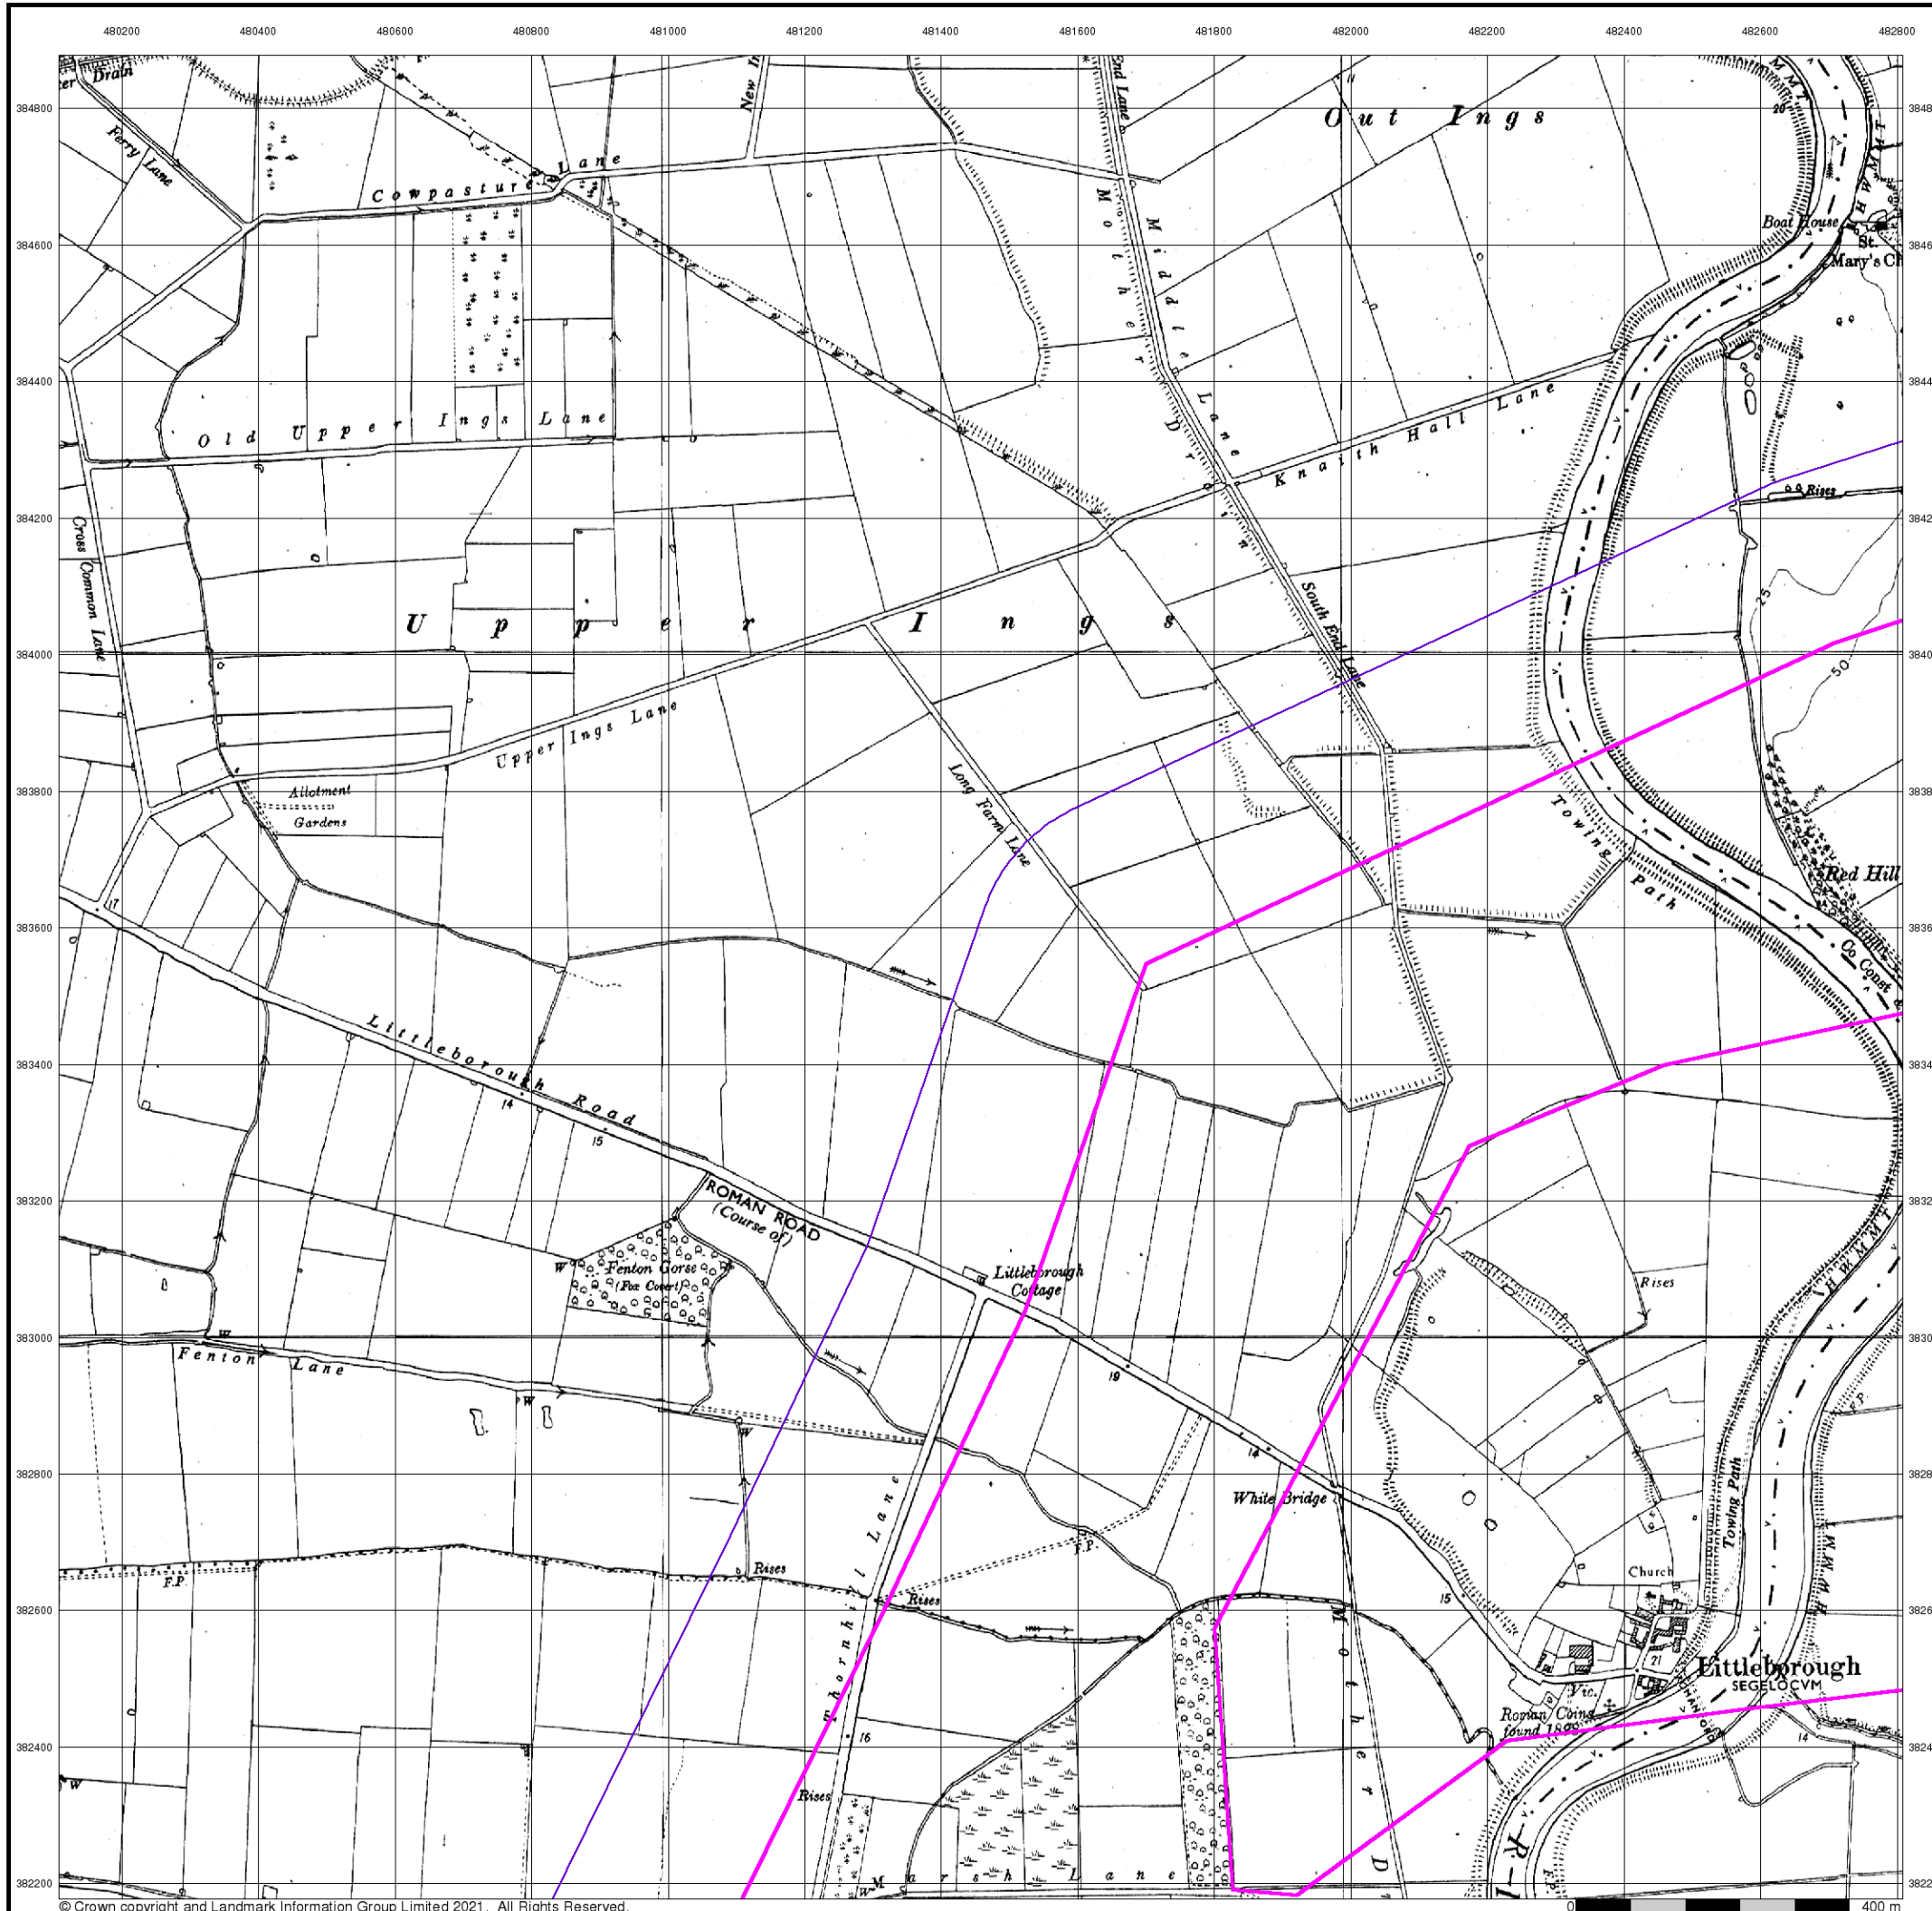 480200 480400 480600 480800 481000 481200 481400 481600 481800 482000 482200 482400 482600 482800
384800
384600
384400
384200
384000
383800
383600
383400
383200
383000
382800
382600
382400
382200
Drain
Ferry Lane
Cowpasture Lane
End Lane
Out Ings
20
Boat House
St.
Mary's
Mother Drain
Middle Lane
Old Upper Ings Lane
Knaith Hall Lane
Rises
Cross Common Lane
25
Upper Ings
South End Lane
50
Upper Ings Lane
Allotment
Gardens
Long Farm Lane
Towing Path
Red Hill
17
Co Const
Littleborough Road
14
15
ROMAN ROAD
(Course of)
W
Fenton Gorse
(Fox Covert)
Littleborough
Cottage
Rises
H W M M T
W
Fenton Lane
19
W
W
F.P.
14
White Bridge
Towing Path
H W M M T
Thornhill Lane
F.P.
F.P.
Rises
Rises
Church
15
Mother D
21
Littleborough
SEGELOCVM
Vic.
Roman Coins
found
16
14
W
Rises
Marsh Lane
W
F.P.
© Crown copyright and Landmark Information Group Limited 2021. All Rights Reserved.
0 400 m